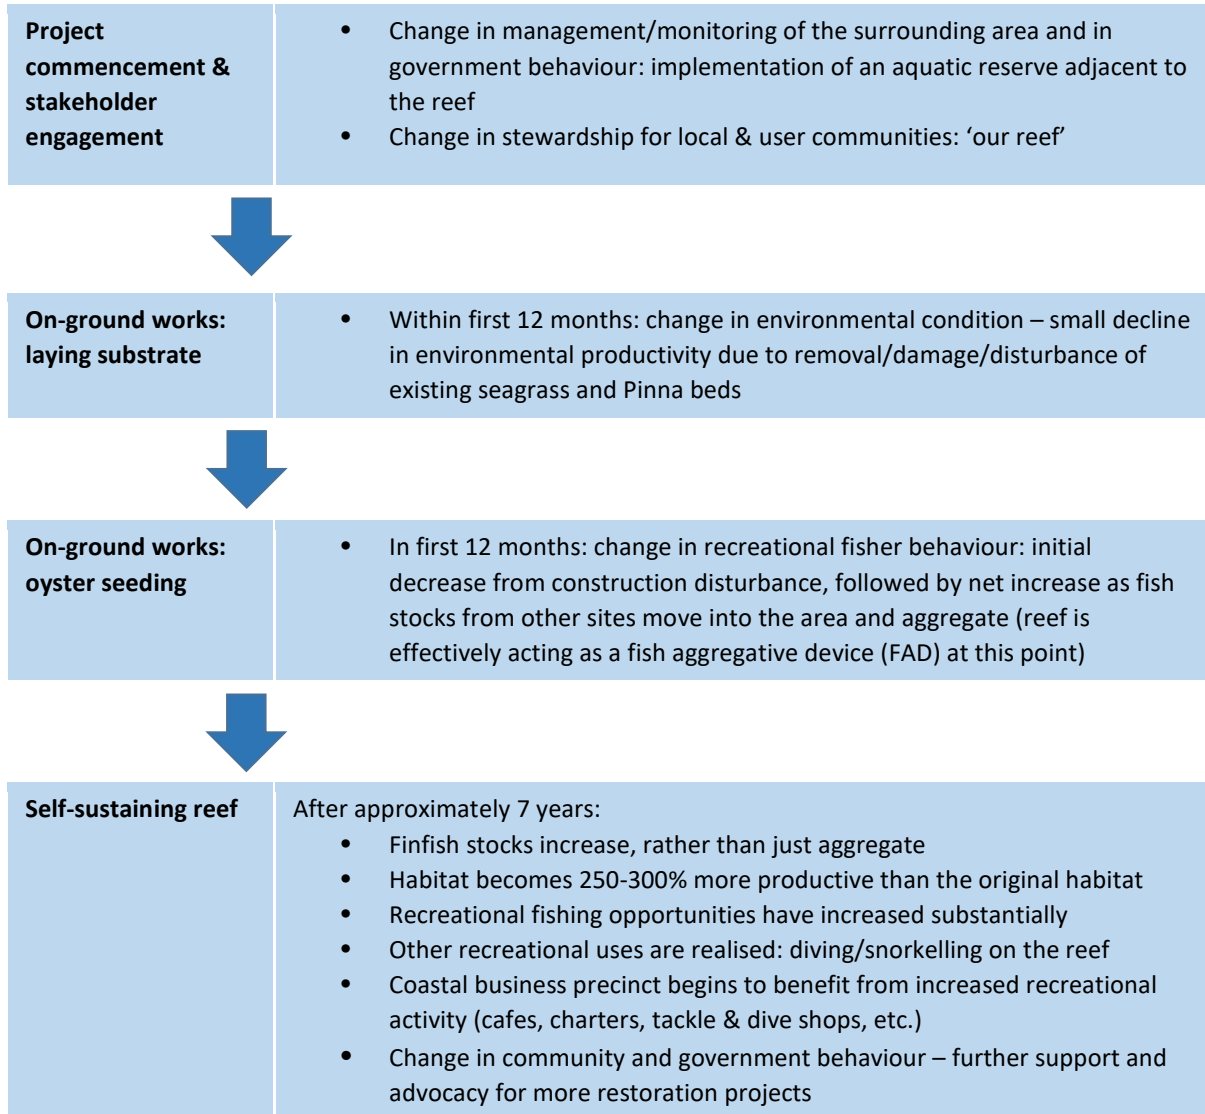 Project
commencement &
stakeholder
engagement
• Change in management/monitoring of the surrounding area and in
government behaviour: implementation of an aquatic reserve adjacent to
the reef
• Change in stewardship for local & user communities: ‘our reef’
On-ground works:
laying substrate
• Within first 12 months: change in environmental condition – small decline
in environmental productivity due to removal/damage/disturbance of
existing seagrass and Pinna beds
On-ground works:
oyster seeding
• In first 12 months: change in recreational fisher behaviour: initial
decrease from construction disturbance, followed by net increase as fish
stocks from other sites move into the area and aggregate (reef is
effectively acting as a fish aggregative device (FAD) at this point)
Self-sustaining reef
After approximately 7 years:
• Finfish stocks increase, rather than just aggregate
• Habitat becomes 250-300% more productive than the original habitat
• Recreational fishing opportunities have increased substantially
• Other recreational uses are realised: diving/snorkelling on the reef
• Coastal business precinct begins to benefit from increased recreational
activity (cafes, charters, tackle & dive shops, etc.)
• Change in community and government behaviour – further support and
advocacy for more restoration projects